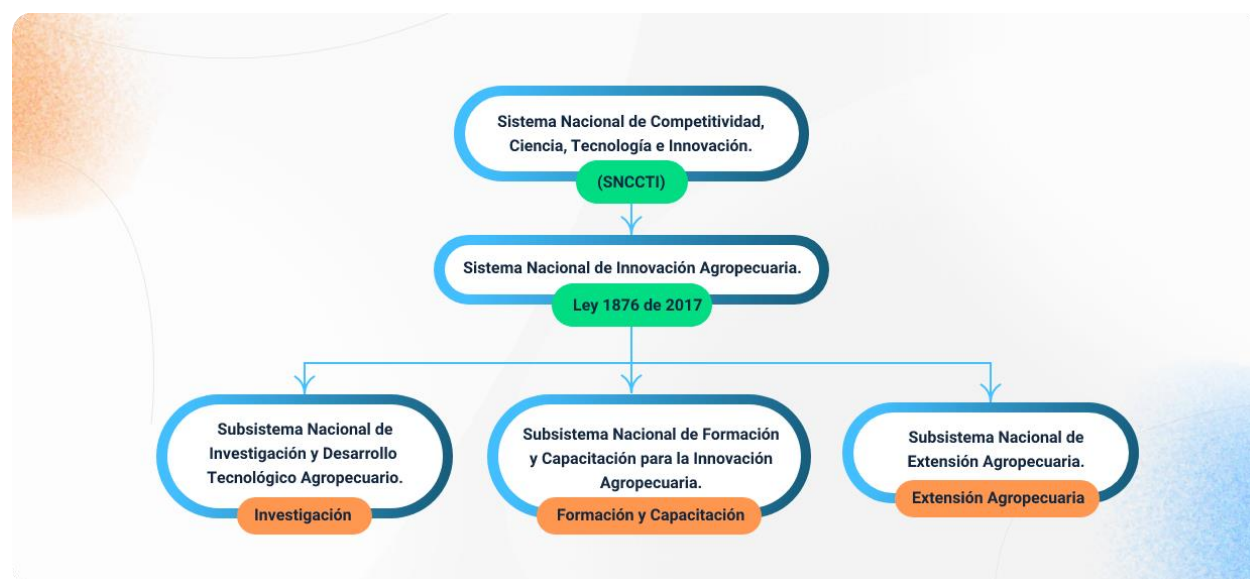 Sistema Nacional de Competitividad,
Ciencia, Tecnología e Innovación.
(SNCCTI)
Sistema Nacional de Innovación Agropecuaria.
Ley 1876 de 2017
Subsistema Nacional de
Investigación y Desarrollo
Tecnológico Agropecuario.
Investigación
Subsistema Nacional de Formación
y Capacitación para la Innovación
Agropecuaria.
Formación y Capacitación
Subsistema Nacional de
Extensión Agropecuaria.
Extensión Agropecuaria